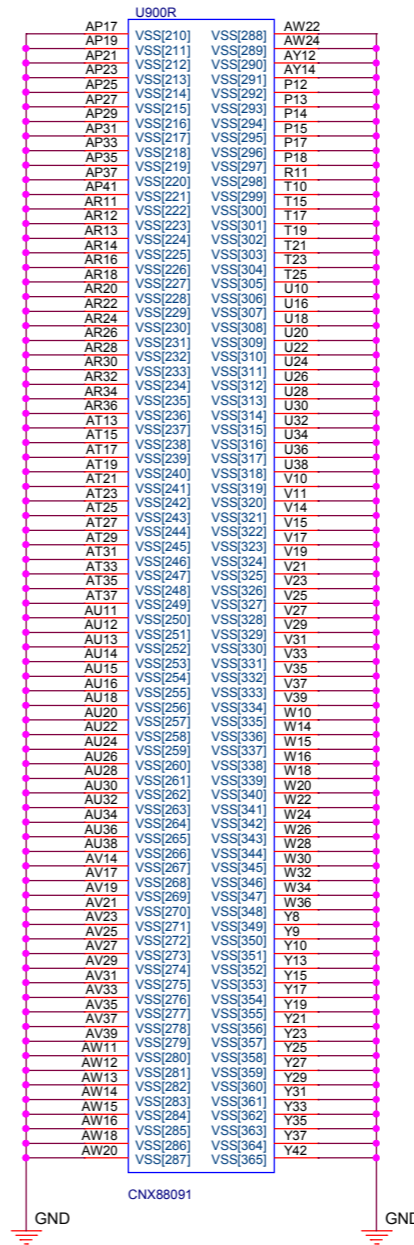 U900R
AP17 VSS[210] VSS[288] AW22
AP19 VSS[211] VSS[289] AW24
AP21 VSS[212] VSS[290] AY12
AP23 VSS[213] VSS[291] AY14
AP25 VSS[214] VSS[292] P12
AP27 VSS[215] VSS[293] P13
AP29 VSS[216] VSS[294] P14
AP31 VSS[217] VSS[295] P15
AP33 VSS[218] VSS[296] P17
AP35 VSS[219] VSS[297] P18
AP37 VSS[220] VSS[298] R11
AP41 VSS[221] VSS[299] T10
AR11 VSS[222] VSS[300] T15
AR12 VSS[223] VSS[301] T17
AR13 VSS[224] VSS[302] T19
AR14 VSS[225] VSS[303] T21
AR16 VSS[226] VSS[304] T23
AR18 VSS[227] VSS[305] T25
AR20 VSS[228] VSS[306] U10
AR22 VSS[229] VSS[307] U16
AR24 VSS[230] VSS[308] U18
AR26 VSS[231] VSS[309] U20
AR28 VSS[232] VSS[310] U22
AR30 VSS[233] VSS[311] U24
AR32 VSS[234] VSS[312] U26
AR34 VSS[235] VSS[313] U28
AR36 VSS[236] VSS[314] U30
AT13 VSS[237] VSS[315] U32
AT15 VSS[238] VSS[316] U34
AT17 VSS[239] VSS[317] U36
AT19 VSS[240] VSS[318] U38
AT21 VSS[241] VSS[319] V10
AT23 VSS[242] VSS[320] V11
AT25 VSS[243] VSS[321] V14
AT27 VSS[244] VSS[322] V15
AT29 VSS[245] VSS[323] V17
AT31 VSS[246] VSS[324] V19
AT33 VSS[247] VSS[325] V21
AT35 VSS[248] VSS[326] V23
AT37 VSS[249] VSS[327] V25
AU11 VSS[250] VSS[328] V27
AU12 VSS[251] VSS[329] V29
AU13 VSS[252] VSS[330] V31
AU14 VSS[253] VSS[331] V33
AU15 VSS[254] VSS[332] V35
AU16 VSS[255] VSS[333] V37
AU18 VSS[256] VSS[334] V39
AU20 VSS[257] VSS[335] W10
AU22 VSS[258] VSS[336] W14
AU24 VSS[259] VSS[337] W15
AU26 VSS[260] VSS[338] W16
AU28 VSS[261] VSS[339] W18
AU30 VSS[262] VSS[340] W20
AU32 VSS[263] VSS[341] W22
AU34 VSS[264] VSS[342] W24
AU36 VSS[265] VSS[343] W26
AU38 VSS[266] VSS[344] W28
AV14 VSS[267] VSS[345] W30
AV17 VSS[268] VSS[346] W32
AV19 VSS[269] VSS[347] W34
AV21 VSS[270] VSS[348] W36
AV23 VSS[271] VSS[349] Y8
AV25 VSS[272] VSS[350] Y9
AV27 VSS[273] VSS[351] Y10
AV29 VSS[274] VSS[352] Y13
AV31 VSS[275] VSS[353] Y15
AV33 VSS[276] VSS[354] Y17
AV35 VSS[277] VSS[355] Y19
AV37 VSS[278] VSS[356] Y21
AV39 VSS[279] VSS[357] Y23
AW11 VSS[280] VSS[358] Y25
AW12 VSS[281] VSS[359] Y27
AW13 VSS[282] VSS[360] Y29
AW14 VSS[283] VSS[361] Y31
AW15 VSS[284] VSS[362] Y33
AW16 VSS[285] VSS[363] Y35
AW18 VSS[286] VSS[364] Y37
AW20 VSS[287] VSS[365] Y42
CNX88091
GND GND